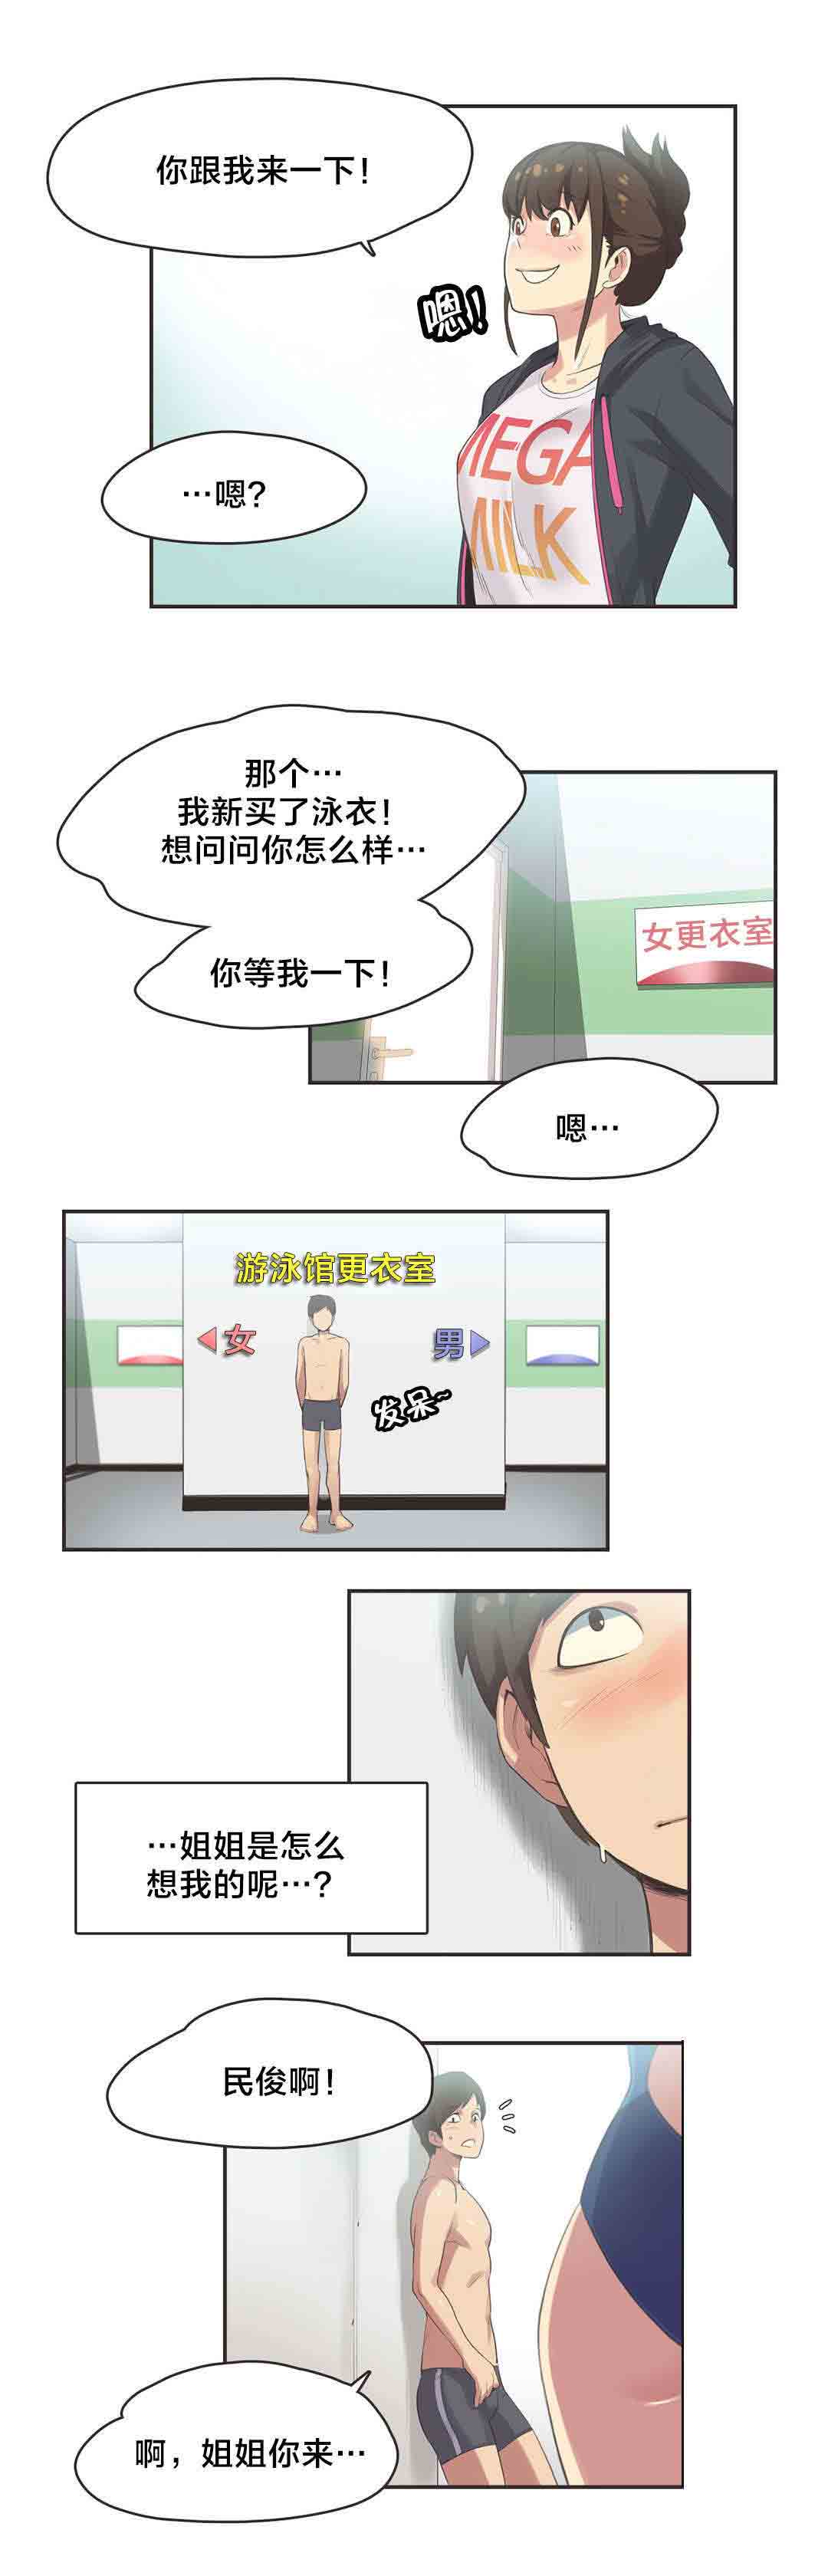 你跟我来一下！
嗯！
MEGA
MILK
…嗯？
那个…
我新买了泳衣！
想问问你怎么样…
你等我一下！
女更衣室
嗯…
游泳馆更衣室
女
男
发呆~
…姐姐是怎么
想我的呢…？
民俊啊！
啊，姐姐你来…